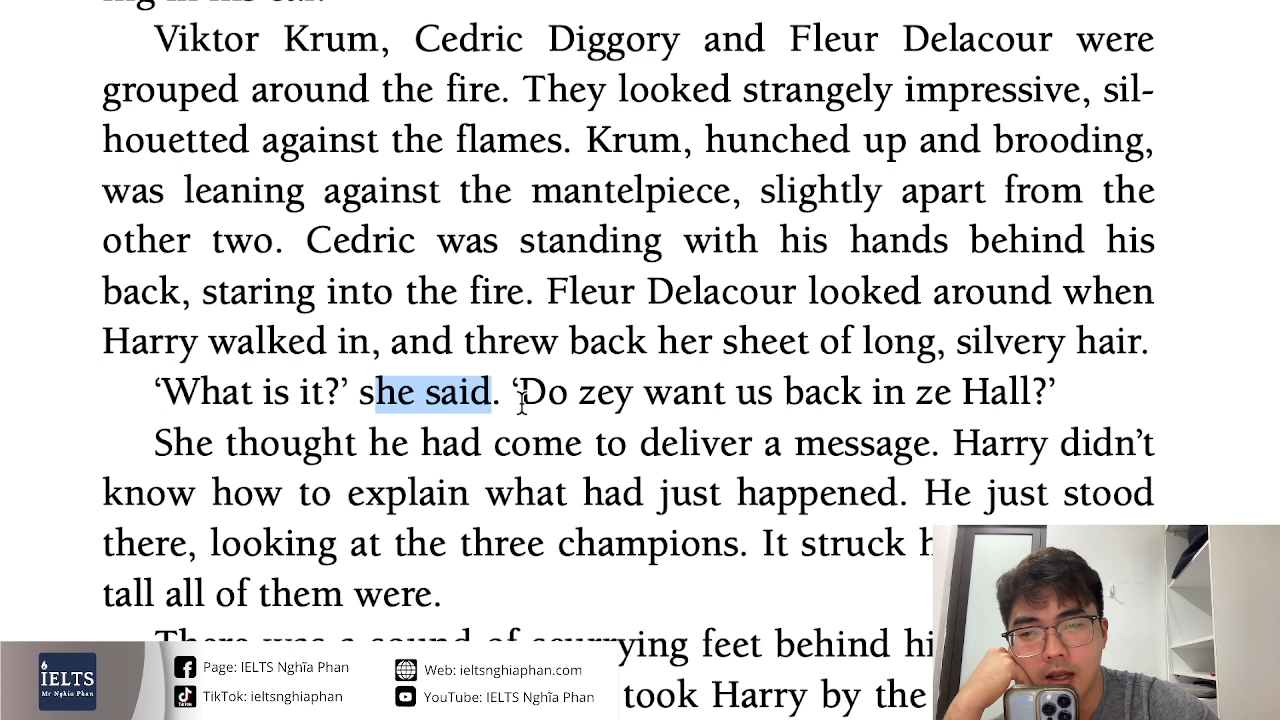 Viktor Krum, Cedric Diggory and Fleur Delacour were
grouped around the fire. They looked strangely impressive, sil-
houetted against the flames. Krum, hunched up and brooding,
was leaning against the mantelpiece, slightly apart from the
other two. Cedric was standing with his hands behind his
back, staring into the fire. Fleur Delacour looked around when
Harry walked in, and threw back her sheet of long, silvery hair.
‘What is it?’ she said. ‘Do zey want us back in ze Hall?’
She thought he had come to deliver a message. Harry didn’t
know how to explain what had just happened. He just stood
there, looking at the three champions. It struck
tall all of them were.
There was a sound of scurrying feet behind
took Harry by the
IELTS
Mr Nghia Phan
Page: IELTS Nghĩa Phan
TikTok: ieltsnghiaphan
Web: ieltsnghiaphan.com
YouTube: IELTS Nghĩa Phan